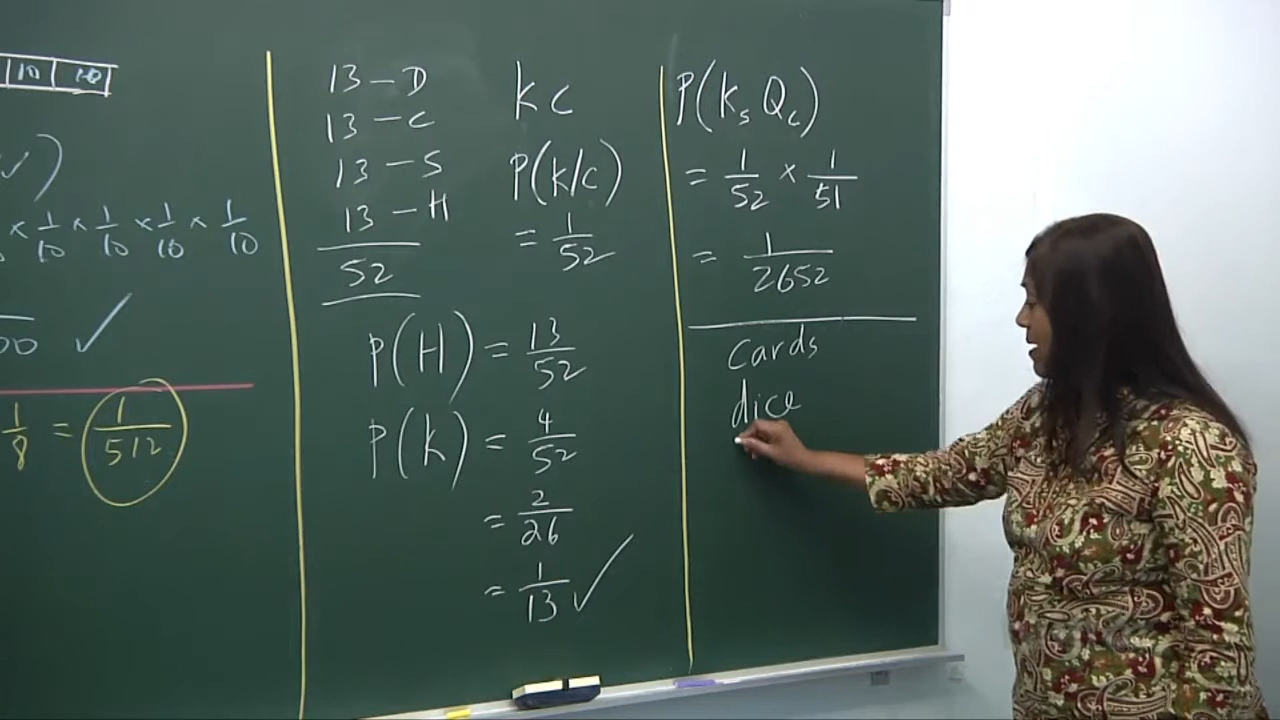 10 10
✓)
× 1/10 × 1/10 × 1/10 × 1/10
00 ✓
1/8 = 1/512
13 – D
13 – C
13 – S
13 – H
52
K C
P(K/C)
= 1/52
P(H) = 13/52
P(K) = 4/52
= 2/26
= 1/13 ✓
P(Ks Qc)
= 1/52 × 1/51
= 1/2652
Cards
dice